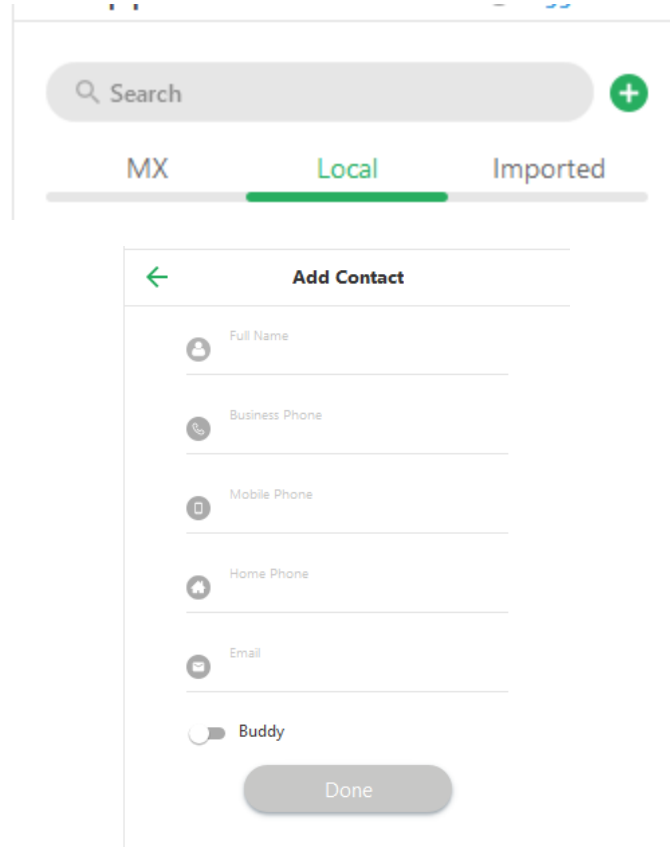 Search
MX Local Imported
Add Contact
Full Name
Business Phone
Mobile Phone
Home Phone
Email
Buddy
Done